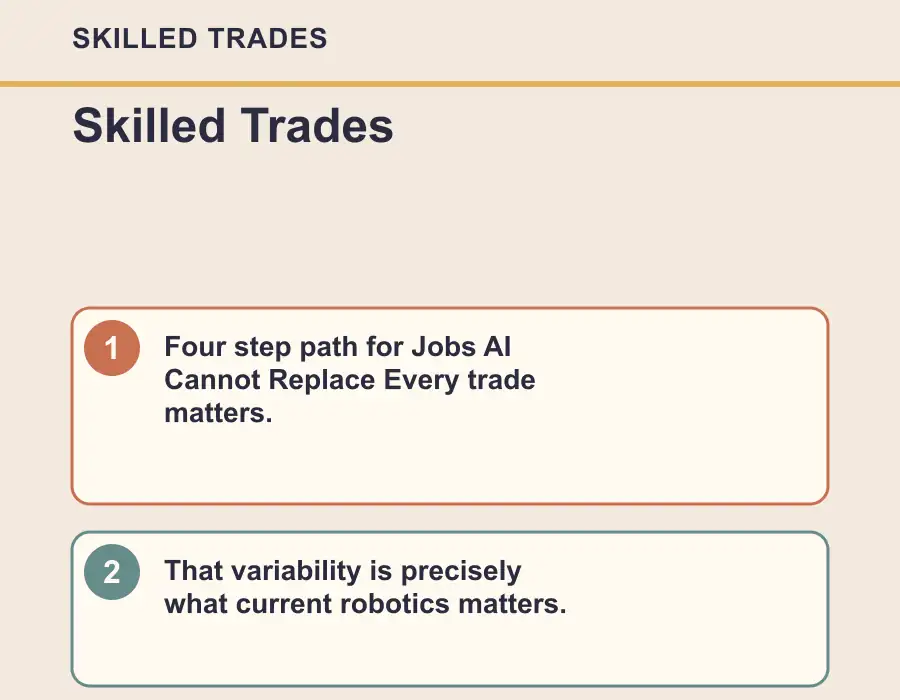 SKILLED TRADES
Skilled Trades
1
Four step path for Jobs AI
Cannot Replace Every trade
matters.
2
That variability is precisely
what current robotics matters.